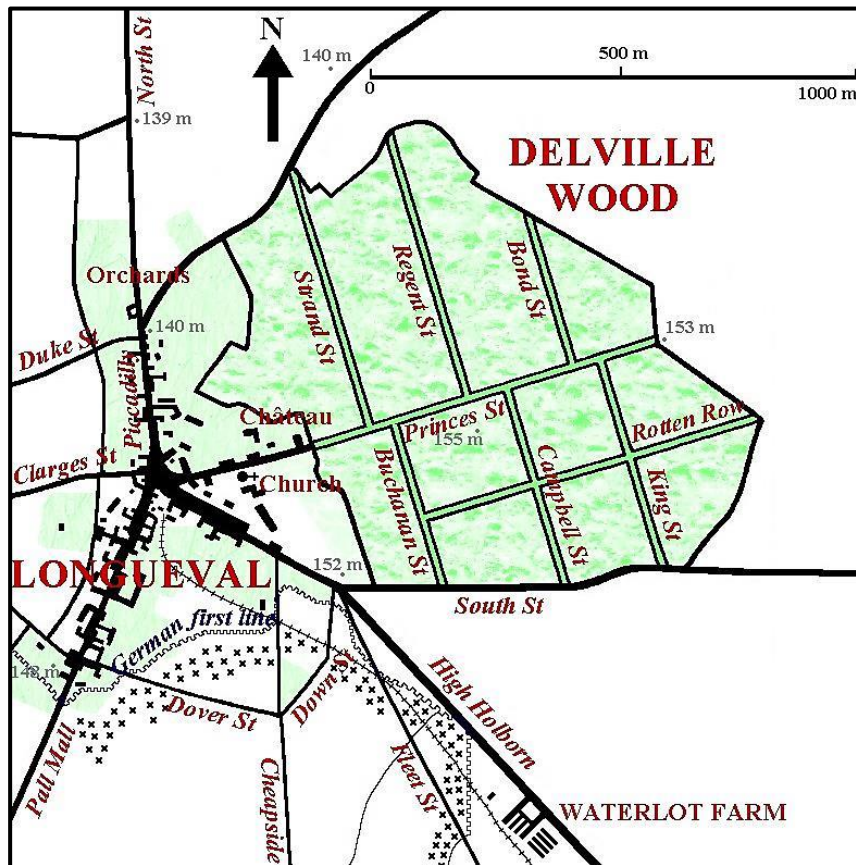 N
North St
140 m
500 m
0
1000 m
139 m
DELVILLE
WOOD
Orchards
Strand St
Regent St
Bond St
140 m
153 m
Duke St
Piccadilly
Château
Princes St
155 m
Rotten Row
Clarges St
Church
Buchanan St
Campbell St
King St
152 m
LONGUEVAL
South St
German first line
Dover St
Down St
High Holborn
Pall Mall
Cheapside
Fleet St
WATERLOT FARM